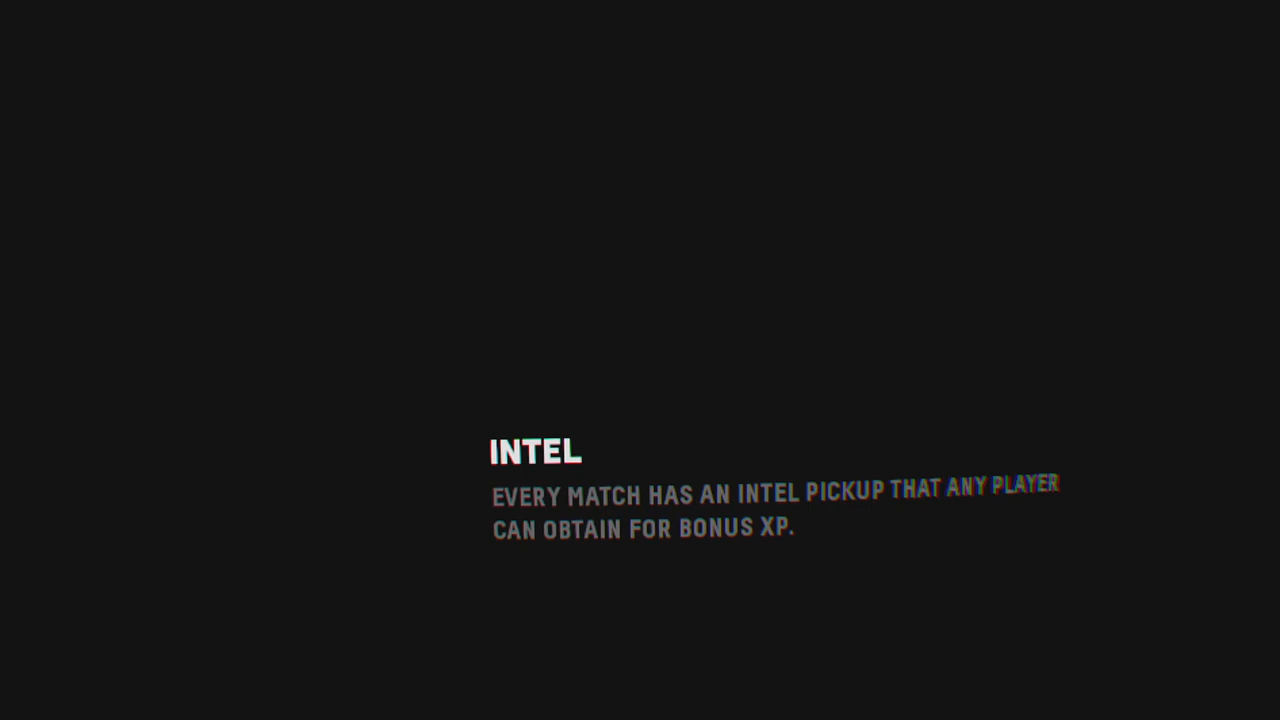 INTEL
EVERY MATCH HAS AN INTEL PICKUP THAT ANY PLAYER
CAN OBTAIN FOR BONUS XP.